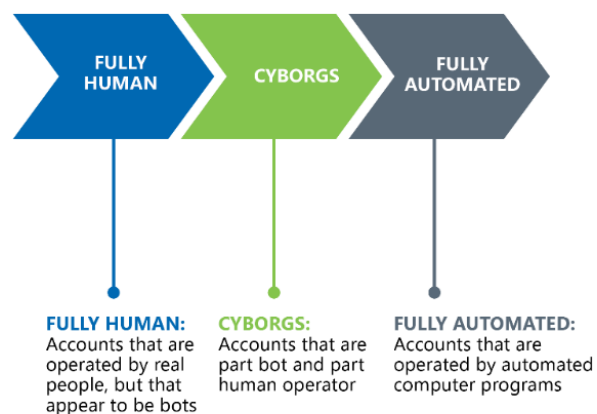 FULLY
HUMAN
CYBORGS
FULLY
AUTOMATED
FULLY HUMAN:
Accounts that are
operated by real
people, but that
appear to be bots
CYBORGS:
Accounts that are
part bot and part
human operator
FULLY AUTOMATED:
Accounts that are
operated by automated
computer programs